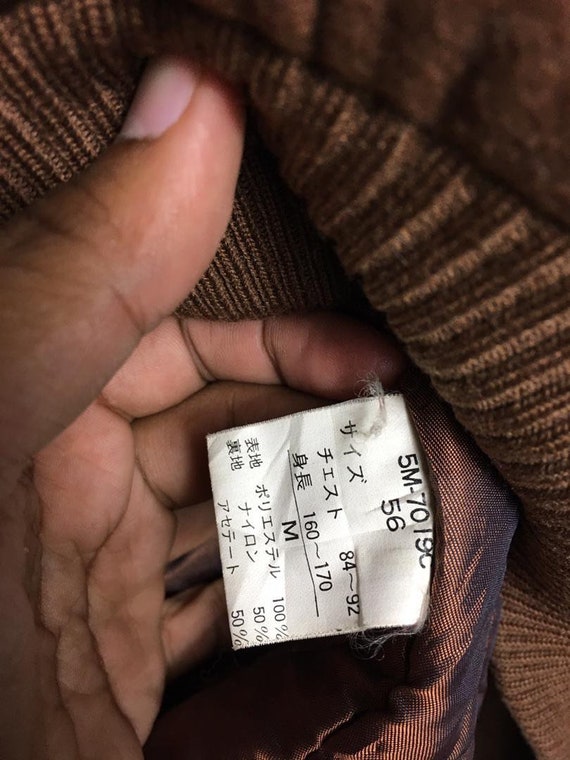 5M-7019C
56
サイズ
チェスト 84〜92
身長 160〜170
M
表地 ポリエステル 100%
裏地 ナイロン 50%
アセテート 50%